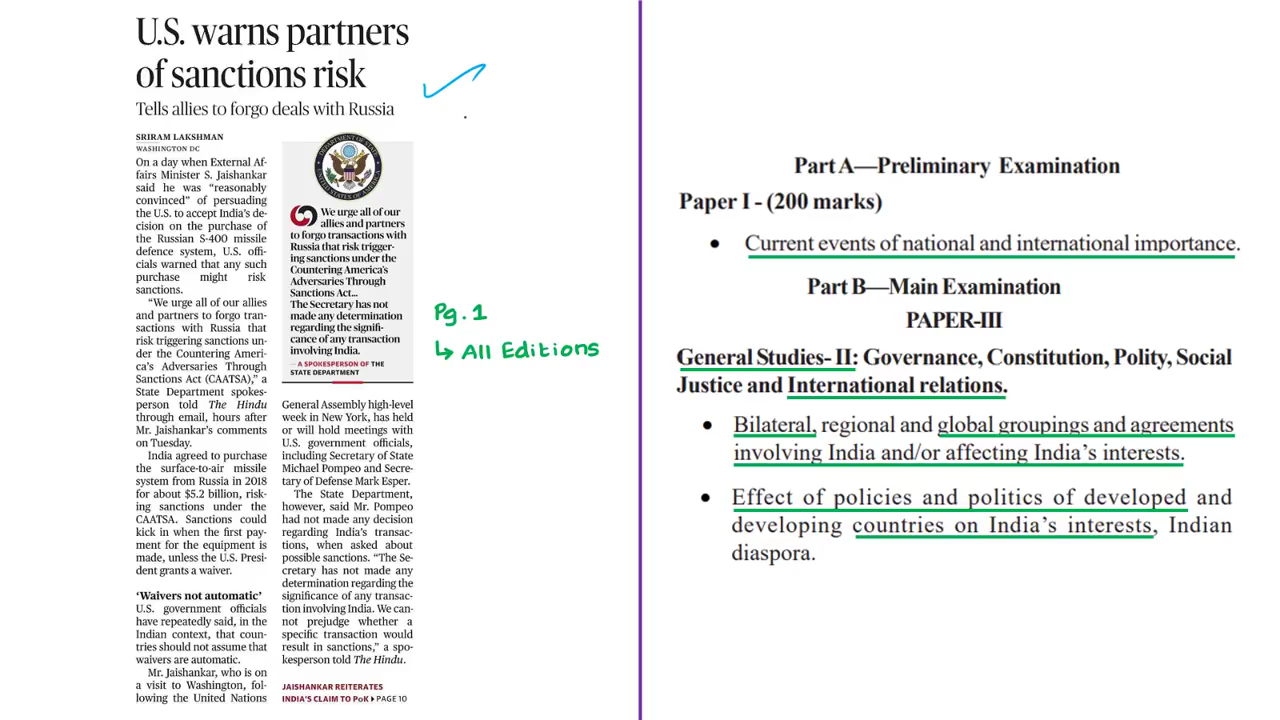 U.S. warns partners
of sanctions risk
Tells allies to forgo deals with Russia
SRIRAM LAKSHMAN
WASHINGTON DC
On a day when External Af-
fairs Minister S. Jaishankar
said he was “reasonably
convinced” of persuading
the U.S. to accept India’s de-
cision on the purchase of
the Russian S-400 missile
defence system, U.S. offi-
cials warned that any such
purchase might risk
sanctions.
“We urge all of our allies
and partners to forgo tran-
sactions with Russia that
risk triggering sanctions un-
der the Countering Ameri-
ca’s Adversaries Through
Sanctions Act (CAATSA),” a
State Department spokes-
person told The Hindu
through email, hours after
Mr. Jaishankar’s comments
on Tuesday.
India agreed to purchase
the surface-to-air missile
system from Russia in 2018
for about $5.2 billion, risk-
ing sanctions under the
CAATSA. Sanctions could
kick in when the first pay-
ment for the equipment is
made, unless the U.S. Presi-
dent grants a waiver.
‘Waivers not automatic’
U.S. government officials
have repeatedly said, in the
Indian context, that coun-
tries should not assume that
waivers are automatic.
Mr. Jaishankar, who is on
a visit to Washington, fol-
lowing the United Nations
DEPARTMENT OF STATE
UNITED STATES OF AMERICA
We urge all of our
allies and partners
to forgo transactions with
Russia that risk trigger-
ing sanctions under the
Countering America’s
Adversaries Through
Sanctions Act...
The Secretary has not
made any determination
regarding the signifi-
cance of any transaction
involving India.
— A SPOKESPERSON OF THE
STATE DEPARTMENT
General Assembly high-level
week in New York, has held
or will hold meetings with
U.S. government officials,
including Secretary of State
Michael Pompeo and Secre-
tary of Defense Mark Esper.
The State Department,
however, said Mr. Pompeo
had not made any decision
regarding India’s transac-
tions, when asked about
possible sanctions. “The Se-
cretary has not made any
determination regarding the
significance of any transac-
tion involving India. We can-
not prejudge whether a
specific transaction would
result in sanctions,” a spo-
kesperson told The Hindu.
JAISHANKAR REITERATES
INDIA’S CLAIM TO PoK PAGE 10
Pg. 1
↳ All Editions
Part A—Preliminary Examination
Paper I - (200 marks)
• Current events of national and international importance.
Part B—Main Examination
PAPER-III
General Studies- II: Governance, Constitution, Polity, Social
Justice and International relations.
• Bilateral, regional and global groupings and agreements
involving India and/or affecting India’s interests.
• Effect of policies and politics of developed and
developing countries on India’s interests, Indian
diaspora.